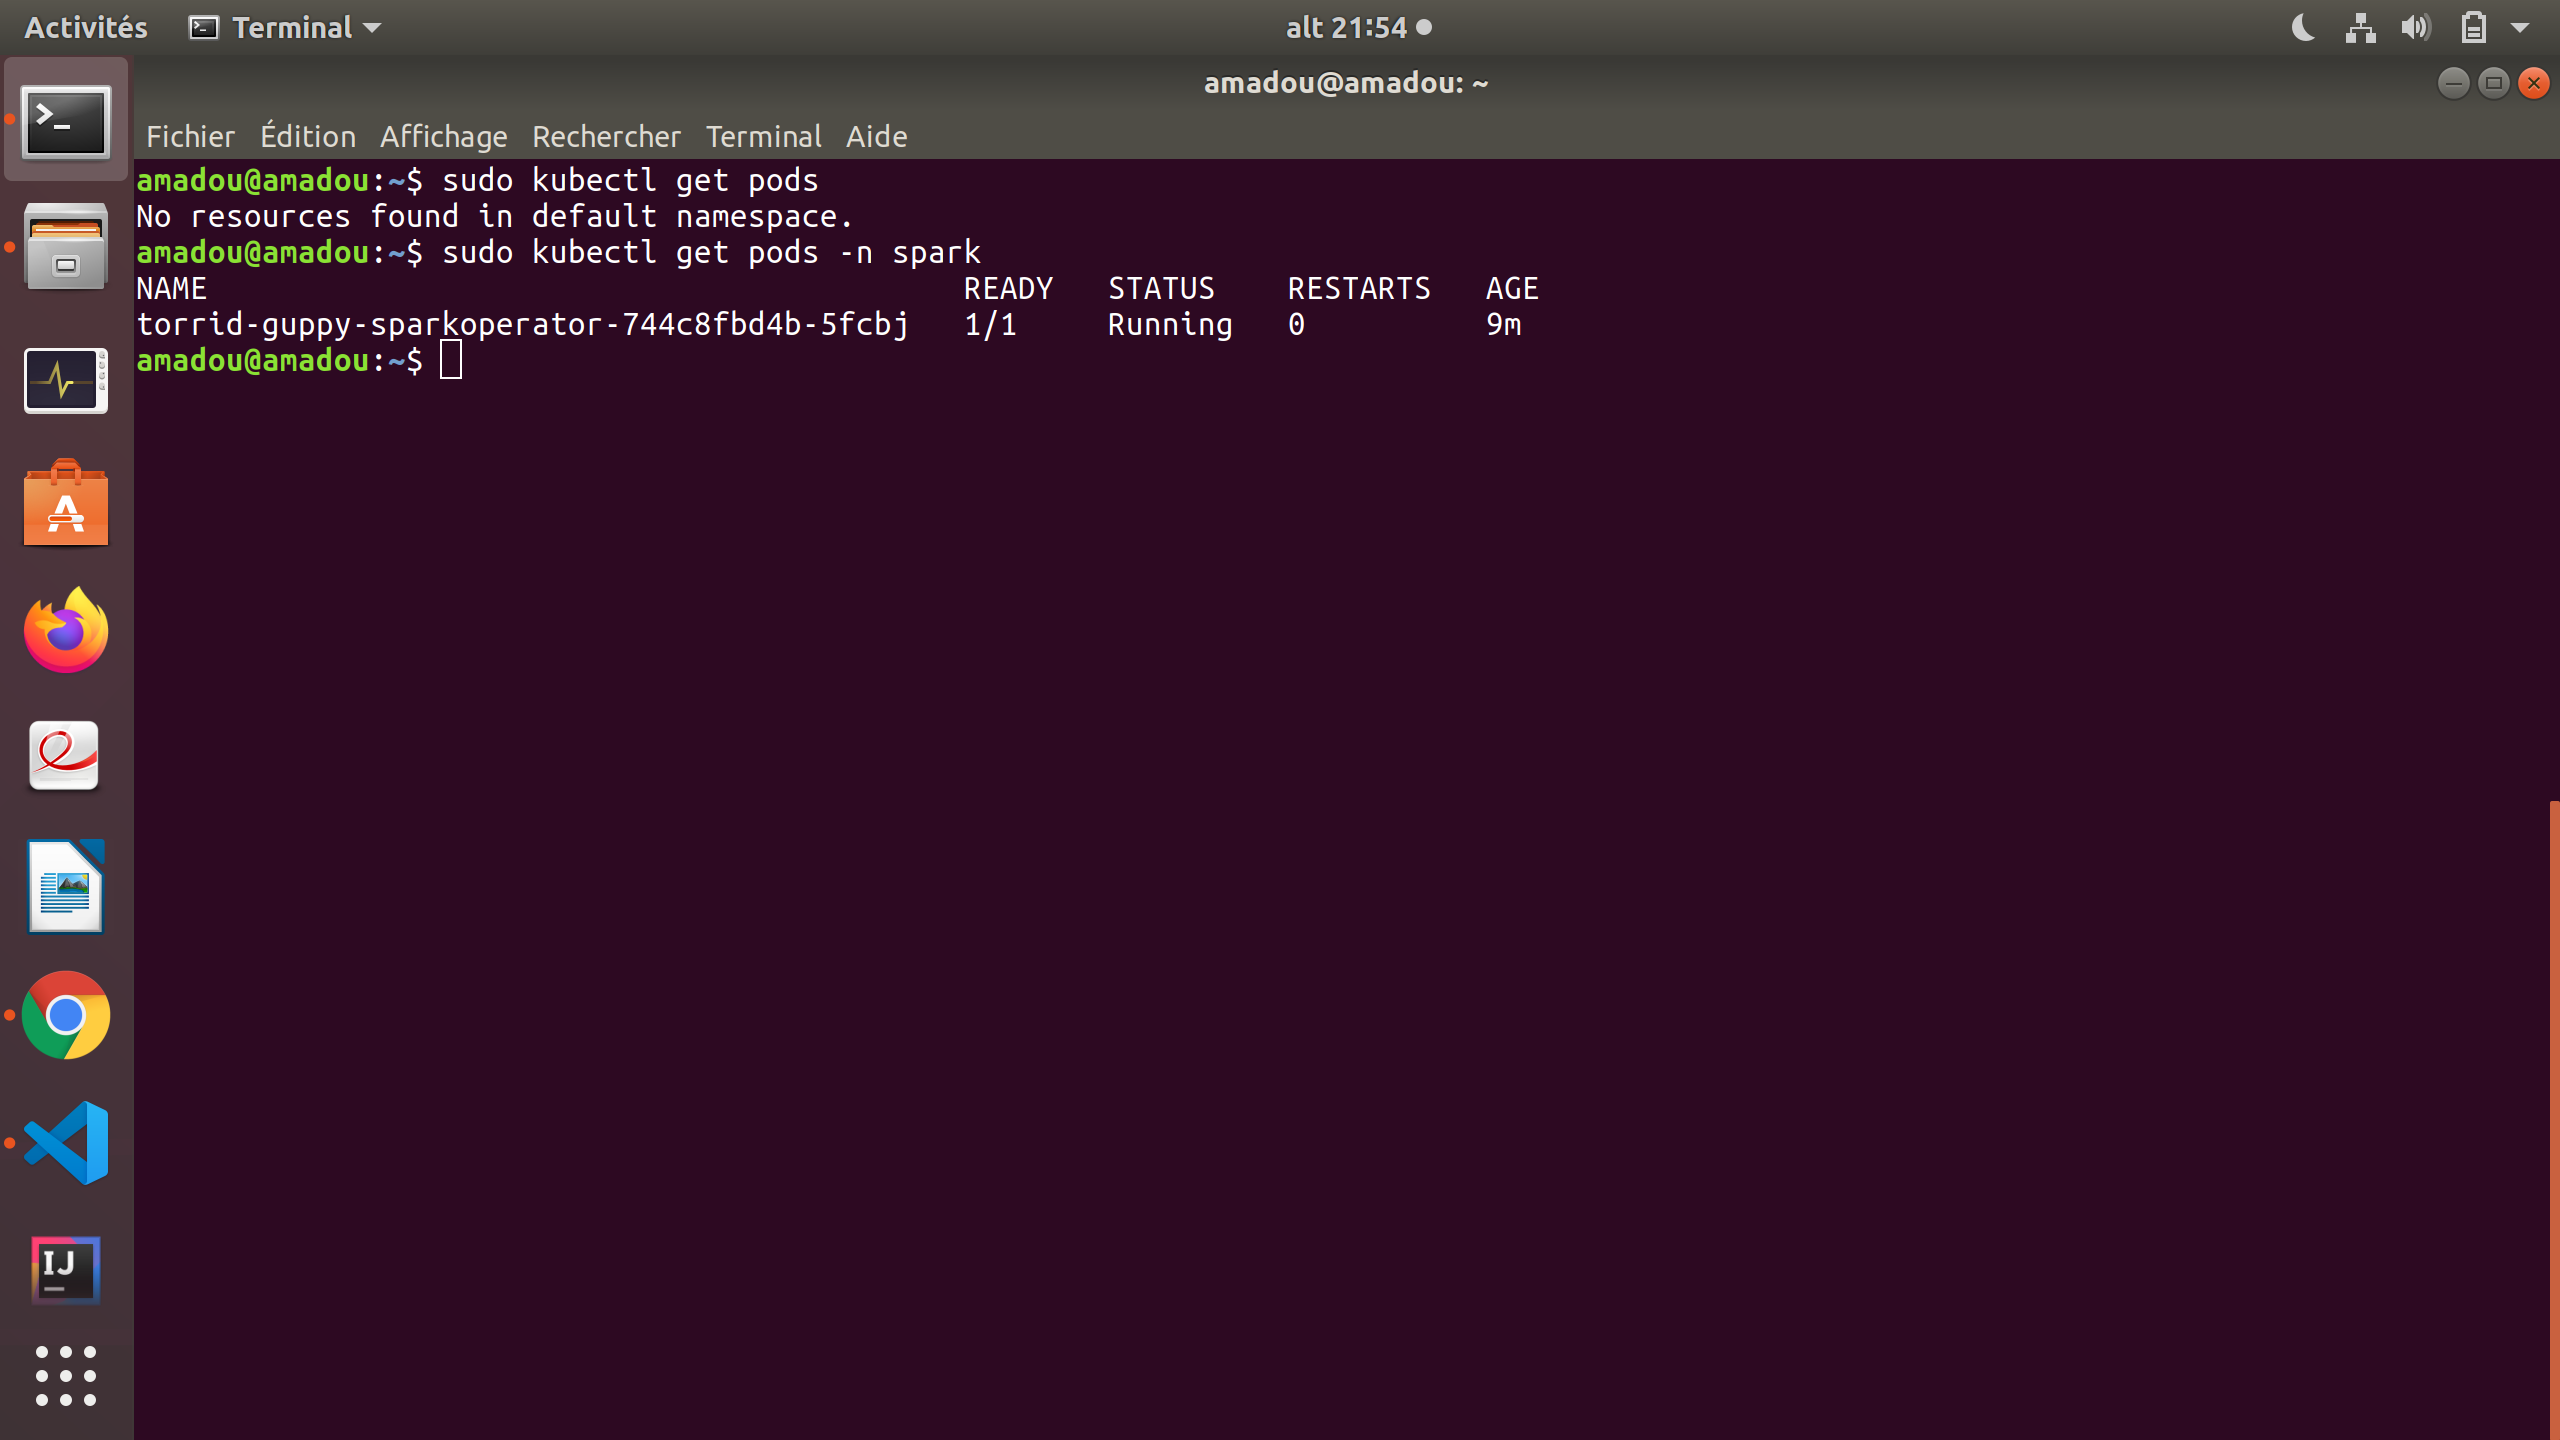 Activités
Terminal
alt 21:54
amadou@amadou: ~
Fichier Édition Affichage Rechercher Terminal Aide
amadou@amadou:~$ sudo kubectl get pods
No resources found in default namespace.
amadou@amadou:~$ sudo kubectl get pods -n spark
NAME READY STATUS RESTARTS AGE
torrid-guppy-sparkoperator-744c8fbd4b-5fcbj 1/1 Running 0 9m
amadou@amadou:~$
IJ